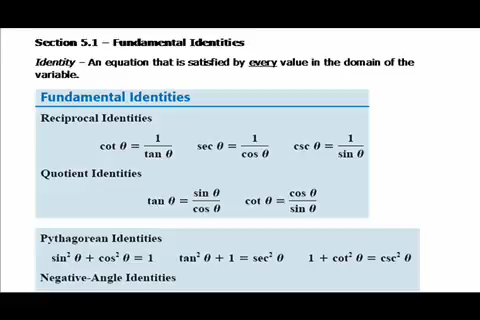 Section 5.1 – Fundamental Identities
Identity – An equation that is satisfied by every value in the domain of the
variable.
Fundamental Identities
Reciprocal Identities
cot θ = 1/tan θ sec θ = 1/cos θ csc θ = 1/sin θ
Quotient Identities
tan θ = sin θ/cos θ cot θ = cos θ/sin θ
Pythagorean Identities
sin² θ + cos² θ = 1 tan² θ + 1 = sec² θ 1 + cot² θ = csc² θ
Negative-Angle Identities